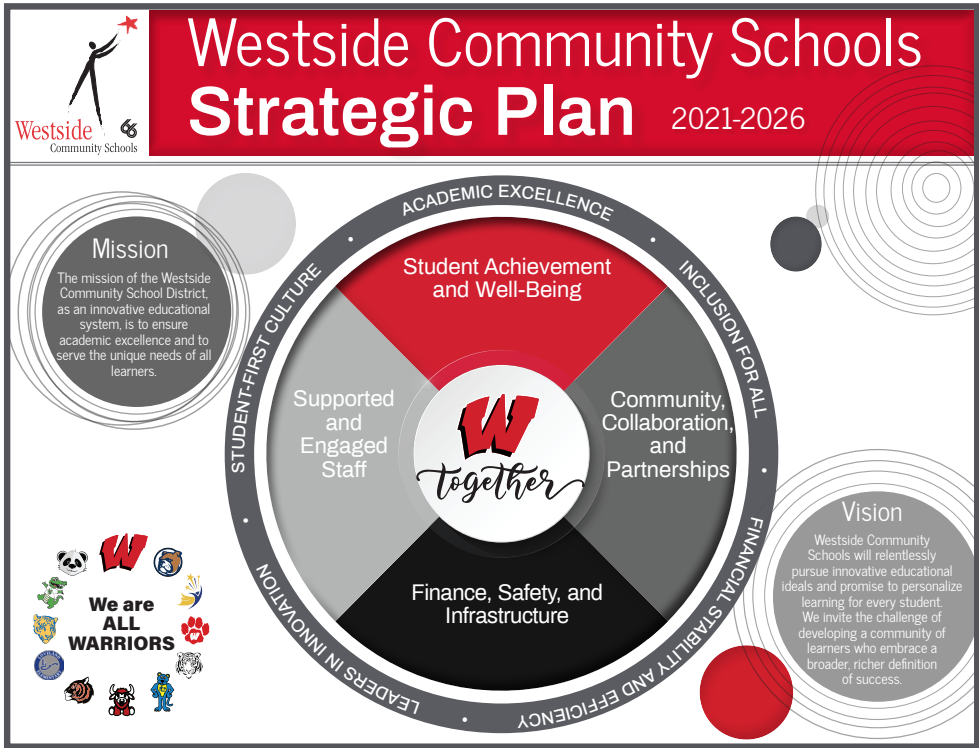 Westside Community Schools
Strategic Plan 2021-2026
Westside 66
Community Schools
Mission
The mission of the Westside
Community School District,
as an innovative educational
system, is to ensure
academic excellence and to
serve the unique needs of all
learners.
ACADEMIC EXCELLENCE
INCLUSION FOR ALL
FINANCIAL STABILITY AND EFFICIENCY
LEADERS IN INNOVATION
STUDENT-FIRST CULTURE
Student Achievement
and Well-Being
Supported
and
Engaged
Staff
Community,
Collaboration,
and
Partnerships
W
together
Finance, Safety, and
Infrastructure
Vision
Westside Community
Schools will relentlessly
pursue innovative educational
ideals and promise to personalize
learning for every student.
We invite the challenge of
developing a community of
learners who embrace a
broader, richer definition
of success.
W
We are
ALL
WARRIORS
W